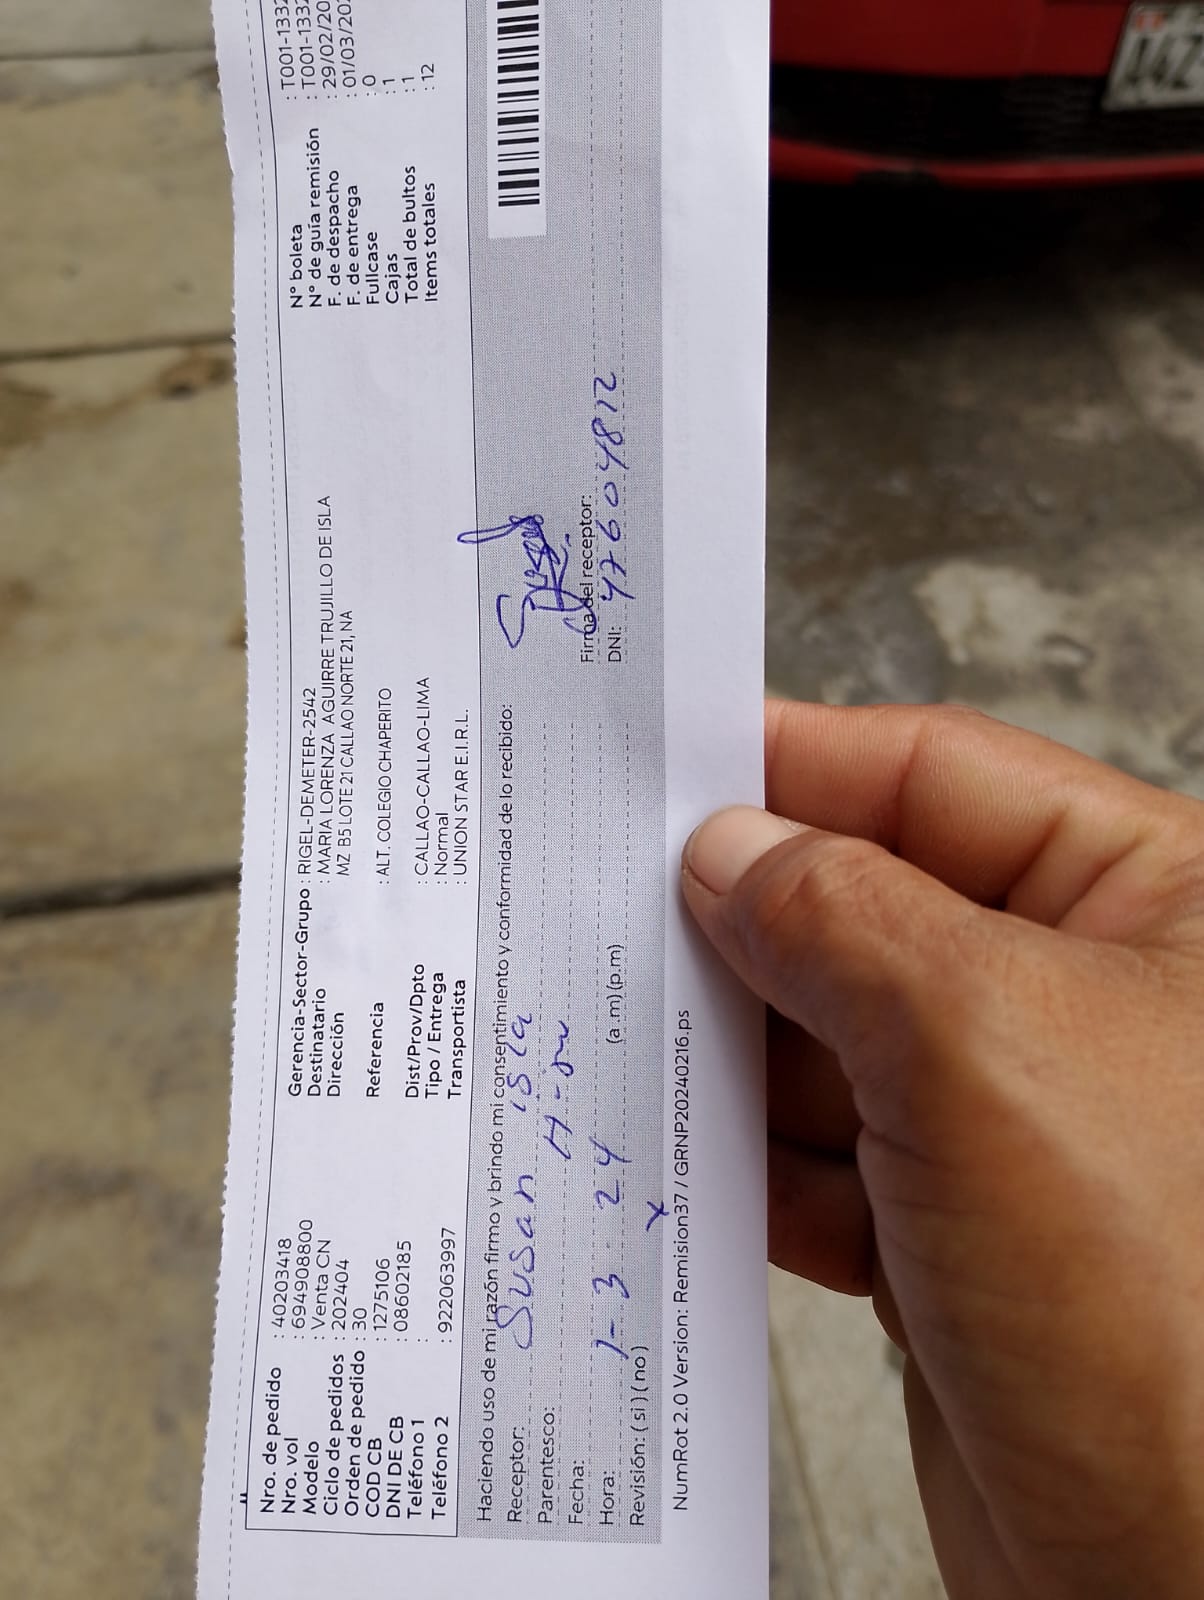 Nro. de pedido : 40203418
Nro. vol : 694908800
Modelo : Venta CN
Ciclo de pedidos : 202404
Orden de pedido : 30
COD CB : 1275106
DNI DE CB : 08602185
Teléfono 1 :
Teléfono 2 : 922063997
Gerencia-Sector-Grupo : RIGEL-DEMETER-2542
Destinatario : MARIA LORENZA AGUIRRE TRUJILLO DE ISLA
Dirección MZ B5 LOTE 21 CALLAO NORTE 21, NA
Referencia : ALT. COLEGIO CHAPERITO
Dist/Prov/Dpto : CALLAO-CALLAO-LIMA
Tipo / Entrega : Normal
Transportista : UNION STAR E.I.R.L.
N° boleta : T001-133
N° de guía remisión : T001-133
F. de despacho : 29/02/20
F. de entrega : 01/03/20
Fullcase : 0
Cajas : 1
Total de bultos : 1
Items totales : 12
Haciendo uso de mi razón firmo y brindo mi consentimiento y conformidad de lo recibido:
Receptor: Susan isla
Parentesco:
Fecha: 1-3 24
Hora: (a .m) (p.m)
Revisión: ( si ) ( no ) x
Firma del receptor:
DNI: 47604812
NumRot 2.0 Version: Remision37 / GRNP20240216.ps